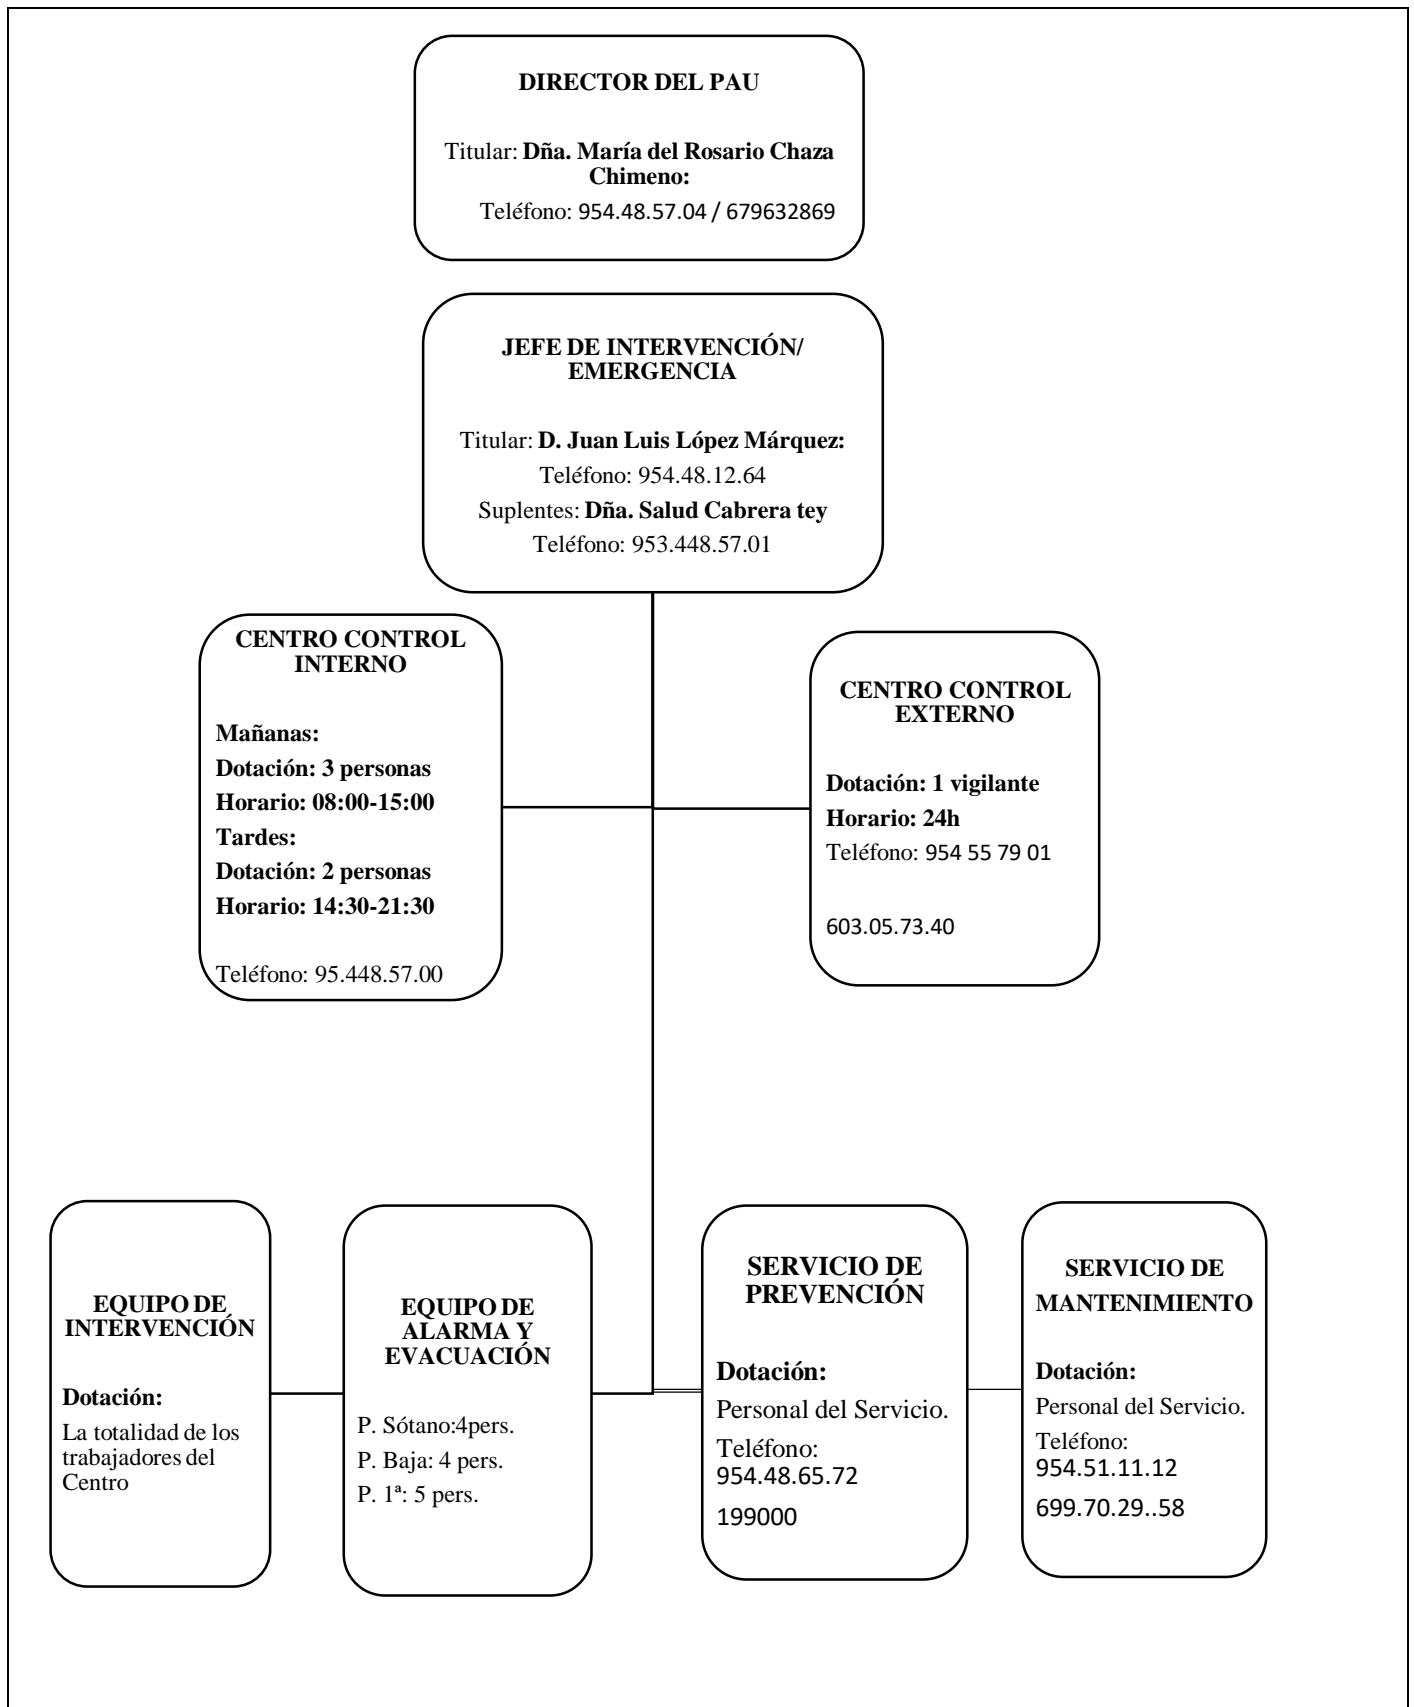 DIRECTOR DEL PAU
Titular: Dña. María del Rosario Chaza
Chimeno:
Teléfono: 954.48.57.04 / 679632869
JEFE DE INTERVENCIÓN/
EMERGENCIA
Titular: D. Juan Luis López Márquez:
Teléfono: 954.48.12.64
Suplentes: Dña. Salud Cabrera tey
Teléfono: 953.448.57.01
CENTRO CONTROL
INTERNO
Mañanas:
Dotación: 3 personas
Horario: 08:00-15:00
Tardes:
Dotación: 2 personas
Horario: 14:30-21:30
Teléfono: 95.448.57.00
CENTRO CONTROL
EXTERNO
Dotación: 1 vigilante
Horario: 24h
Teléfono: 954 55 79 01
603.05.73.40
EQUIPO DE
INTERVENCIÓN
Dotación:
La totalidad de los
trabajadores del
Centro
EQUIPO DE
ALARMA Y
EVACUACIÓN
P. Sótano:4pers.
P. Baja: 4 pers.
P. 1ª: 5 pers.
SERVICIO DE
PREVENCIÓN
Dotación:
Personal del Servicio.
Teléfono:
954.48.65.72
199000
SERVICIO DE
MANTENIMIENTO
Dotación:
Personal del Servicio.
Teléfono:
954.51.11.12
699.70.29..58